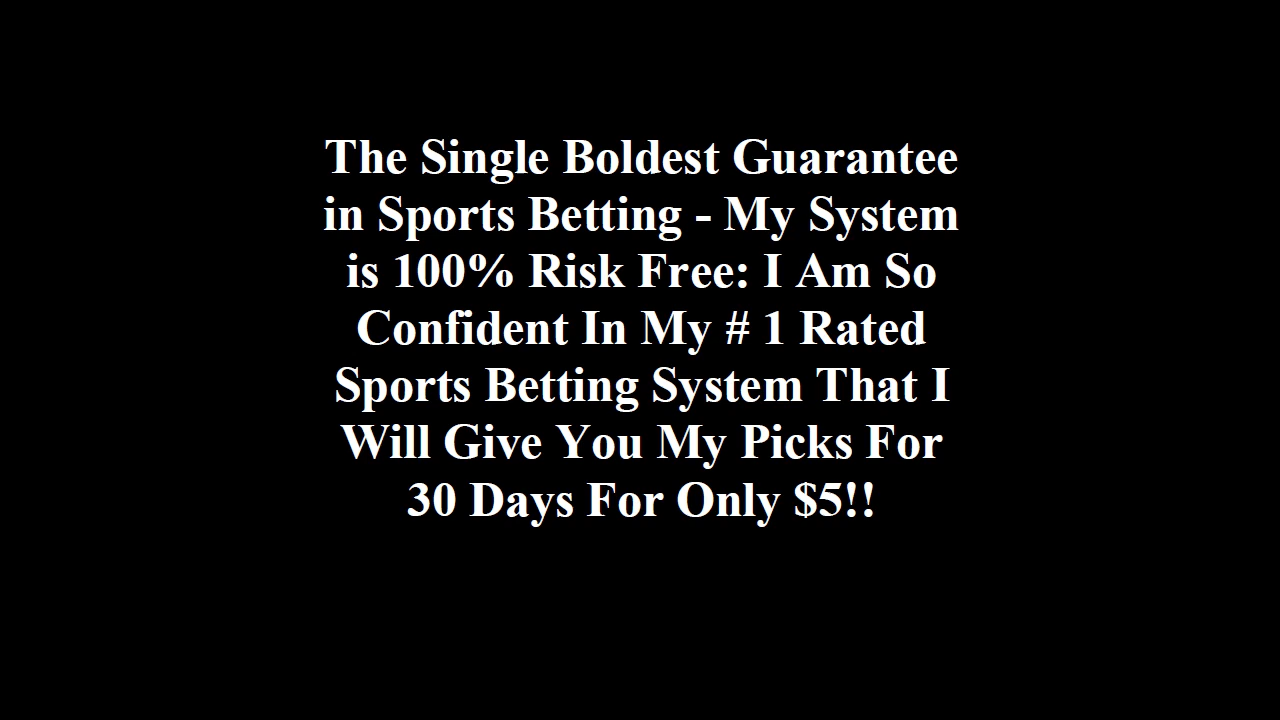 The Single Boldest Guarantee
in Sports Betting - My System
is 100% Risk Free: I Am So
Confident In My # 1 Rated
Sports Betting System That I
Will Give You My Picks For
30 Days For Only $5!!